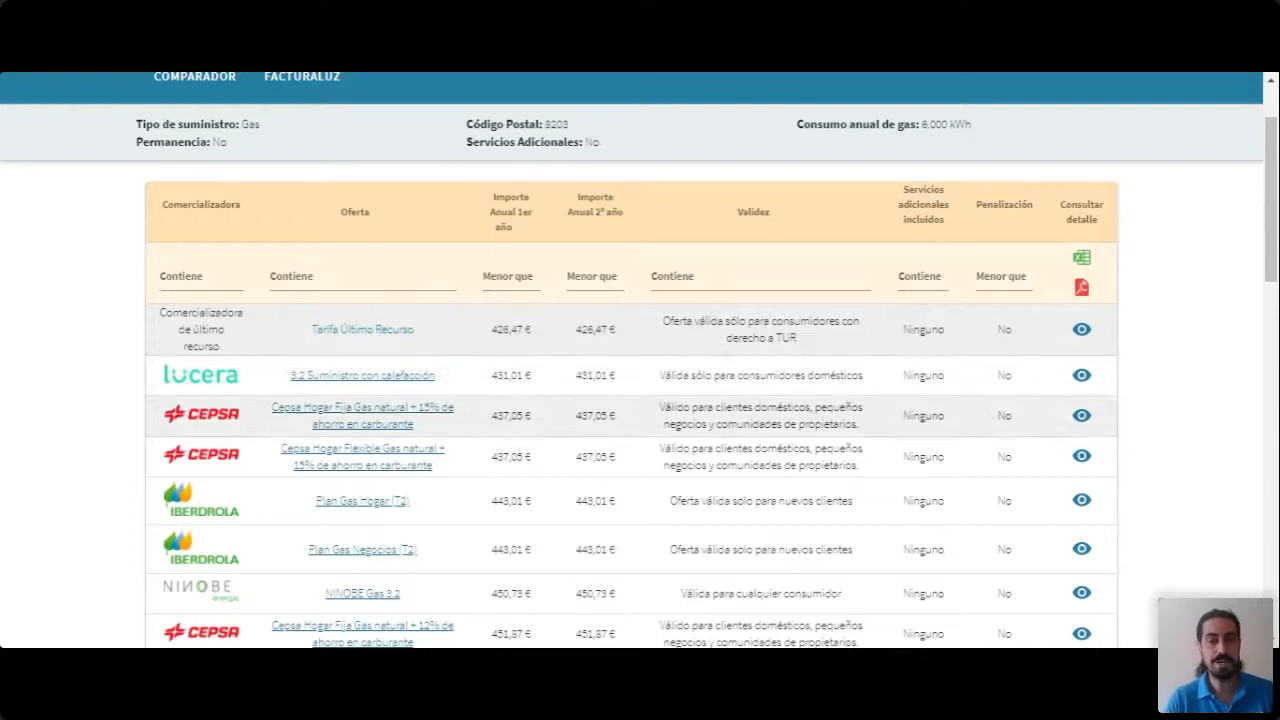 COMPARADOR FACTURALUZ
Tipo de suministro: Gas
Código Postal: 8203
Consumo anual de gas: 6.000 kWh
Permanencia: No
Servicios Adicionales: No
Comercializadora
Oferta
Importe
Anual 1er
año
Importe
Anual 2º año
Validez
Servicios
adicionales
incluidos
Penalización
Consultar
detalle
Contiene Contiene Menor que Menor que Contiene Contiene Menor que
Comercializadora
de último
recurso
Tarifa Último Recurso
426,47 € 426,47 €
Oferta válida sólo para consumidores con
derecho a TUR
Ninguno No
lucera
3.2 Suministro con calefacción
431,01 € 431,01 €
Válida sólo para consumidores domésticos
Ninguno No
CEPSA
Cepsa Hogar Fija Gas natural + 15% de
ahorro en carburante
437,05 € 437,05 €
Válido para clientes domésticos, pequeños
negocios y comunidades de propietarios.
Ninguno No
CEPSA
Cepsa Hogar Flexible Gas natural +
15% de ahorro en carburante
437,05 € 437,05 €
Válido para clientes domésticos, pequeños
negocios y comunidades de propietarios.
Ninguno No
IBERDROLA
Plan Gas Hogar (T2)
443,01 € 443,01 €
Oferta válida solo para nuevos clientes
Ninguno No
IBERDROLA
Plan Gas Negocios (T2)
443,01 € 443,01 €
Oferta válida solo para nuevos clientes
Ninguno No
NINOBE
energía
NINOBE Gas 3.2
450,73 € 450,73 €
Válida para cualquier consumidor
Ninguno No
CEPSA
Cepsa Hogar Fija Gas natural + 12% de
ahorro en carburante
451,87 € 451,87 €
Válido para clientes domésticos, pequeños
negocios y comunidades de propietarios.
Ninguno No